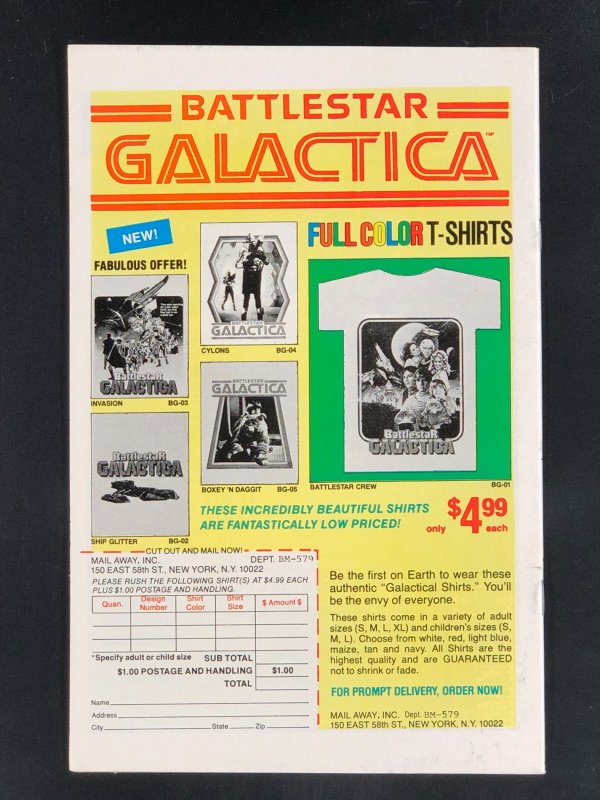 BATTLESTAR
GALACTICA™
NEW!
FABULOUS OFFER!
FULL COLOR T-SHIRTS
BATTLESTAR
GALACTICA
CYLONS BG-04
Battlestar
GALACTICA
INVASION BG-03
BATTLESTAR
GALACTICA
BOXEY 'N DAGGIT BG-05
Battlestar
GALACTICA
SHIP GLITTER BG-02
Battlestar
GALACTICA
BATTLESTAR CREW BG-01
THESE INCREDIBLY BEAUTIFUL SHIRTS
ARE FANTASTICALLY LOW PRICED!
only $4.99 each
CUT OUT AND MAIL NOW!
MAIL AWAY, INC. DEPT. BM-579
150 EAST 58th ST., NEW YORK, N.Y. 10022
PLEASE RUSH THE FOLLOWING SHIRT(S) AT $4.99 EACH
PLUS $1.00 POSTAGE AND HANDLING.
Quan. Design Number Shirt Color Shirt Size $ Amount $
*Specify adult or child size SUB TOTAL
$1.00 POSTAGE AND HANDLING $1.00
TOTAL
Name
Address
City State Zip
Be the first on Earth to wear these
authentic "Galactical Shirts." You'll
be the envy of everyone.
These shirts come in a variety of adult
sizes (S, M, L, XL) and children's sizes (S,
M, L). Choose from white, red, light blue,
maize, tan and navy. All Shirts are the
highest quality and are GUARANTEED
not to shrink or fade.
FOR PROMPT DELIVERY, ORDER NOW!
MAIL AWAY, INC. Dept. BM-579
150 EAST 58th ST., NEW YORK, N.Y. 10022